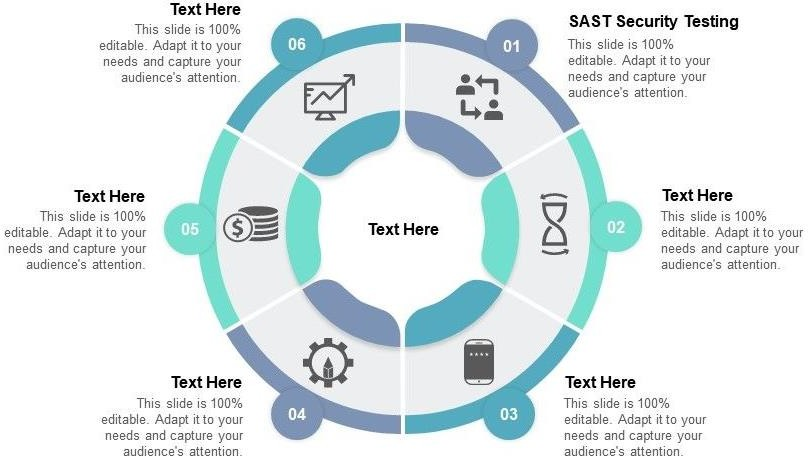 SAST Security Testing
This slide is 100%
editable. Adapt it to your
needs and capture your
audience's attention.
01
Text Here
This slide is 100%
editable. Adapt it to your
needs and capture your
audience's attention.
02
Text Here
This slide is 100%
editable. Adapt it to your
needs and capture your
audience's attention.
03
Text Here
This slide is 100%
editable. Adapt it to your
needs and capture your
audience's attention.
04
Text Here
This slide is 100%
editable. Adapt it to your
needs and capture your
audience's attention.
05
Text Here
This slide is 100%
editable. Adapt it to your
needs and capture your
audience's attention.
06
Text Here
$
****